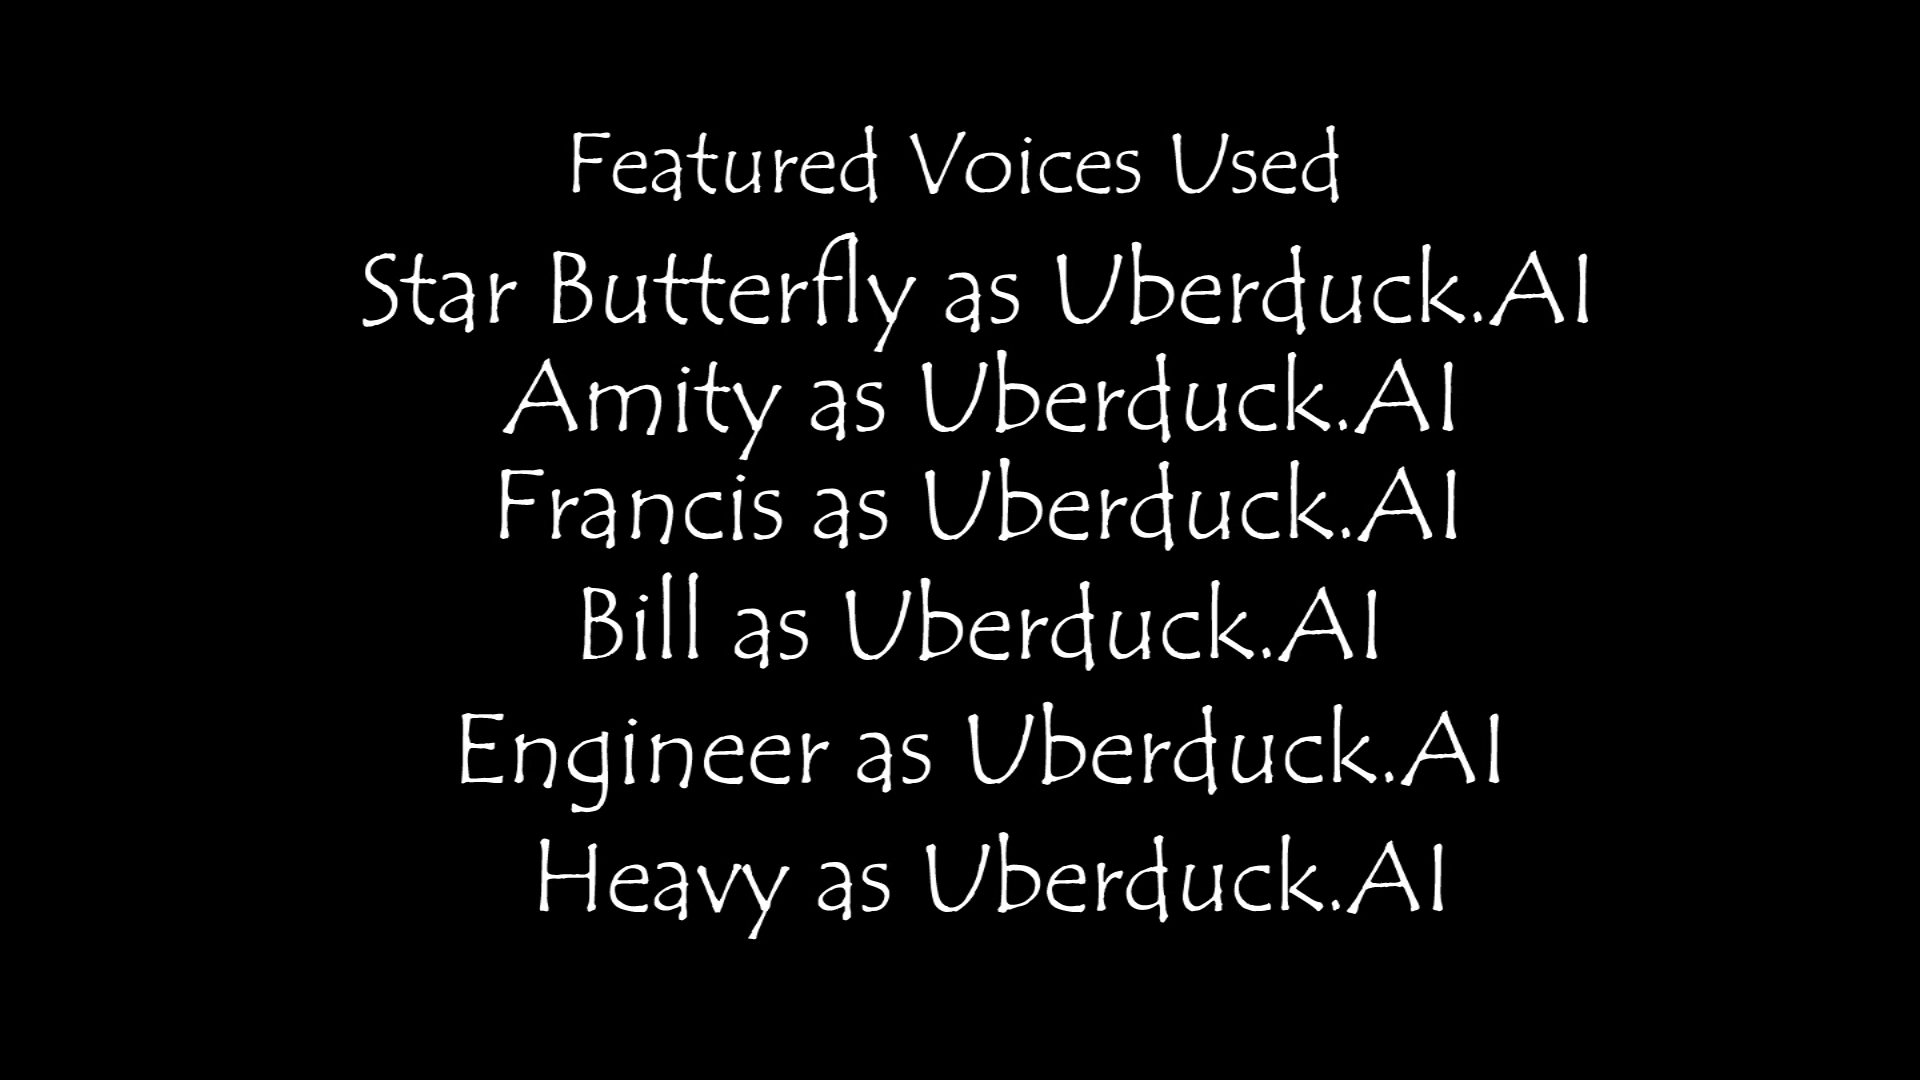 Featured Voices Used
Star Butterfly as Uberduck.AI
Amity as Uberduck.AI
Francis as Uberduck.AI
Bill as Uberduck.AI
Engineer as Uberduck.AI
Heavy as Uberduck.AI